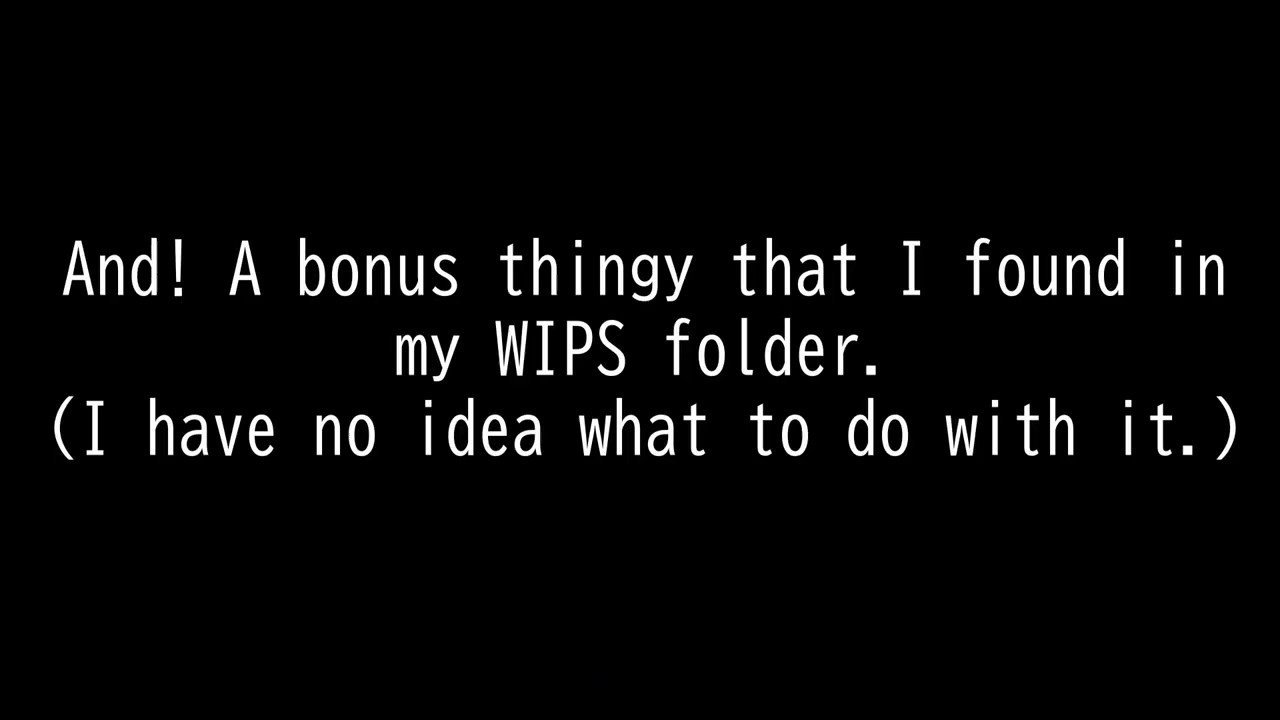 And! A bonus thingy that I found in
my WIPS folder.
(I have no idea what to do with it.)